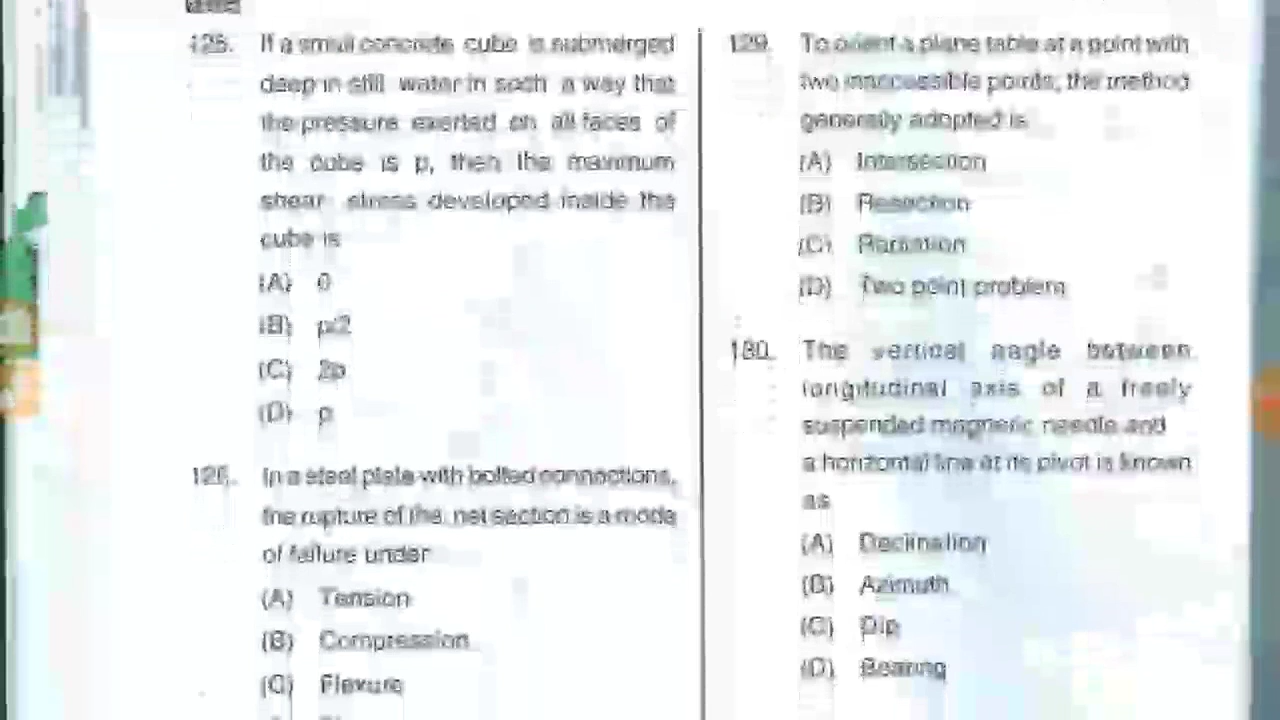 If a small concrete cube is submerged
deep in still water in such a way that
the pressure exerted on all faces of
the cube is p, then the maximum
shear stress developed inside the
cube is
(A) 0
(B) p/2
(C) 2p
(D) p
In a steel plate with bolted connections,
the rupture of the net section is a mode
of failure under
(A) Tension
(B) Compression
(C) Flexure
129. To orient a plane table at a point with
two inaccessible points, the method
generally adopted is
(A) Intersection
(B) Resection
(C) Radiation
(D) Two point problem
130. The vertical angle between
longitudinal axis of a freely
suspended magnetic needle and
a horizontal line at its pivot is known
as
(A) Declination
(B) Azimuth
(C) Dip
(D) Bearing